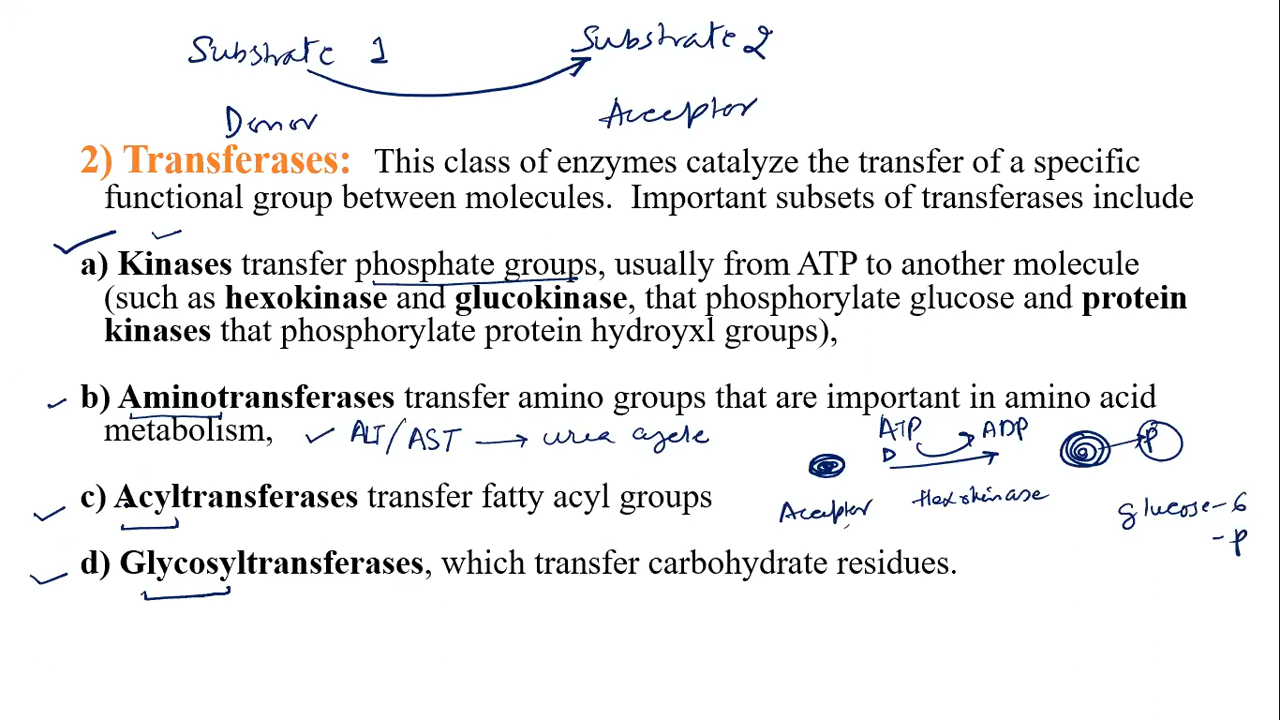 Substrate 1 Substrate 2
Donor Acceptor
2) Transferases: This class of enzymes catalyze the transfer of a specific
functional group between molecules. Important subsets of transferases include
a) Kinases transfer phosphate groups, usually from ATP to another molecule
(such as hexokinase and glucokinase, that phosphorylate glucose and protein
kinases that phosphorylate protein hydroyxl groups),
b) Aminotransferases transfer amino groups that are important in amino acid
metabolism, ALT/AST → urea cycle
ATP ADP
D P
c) Acyltransferases transfer fatty acyl groups
Acceptor Hexokinase glucose-6
-P
d) Glycosyltransferases, which transfer carbohydrate residues.